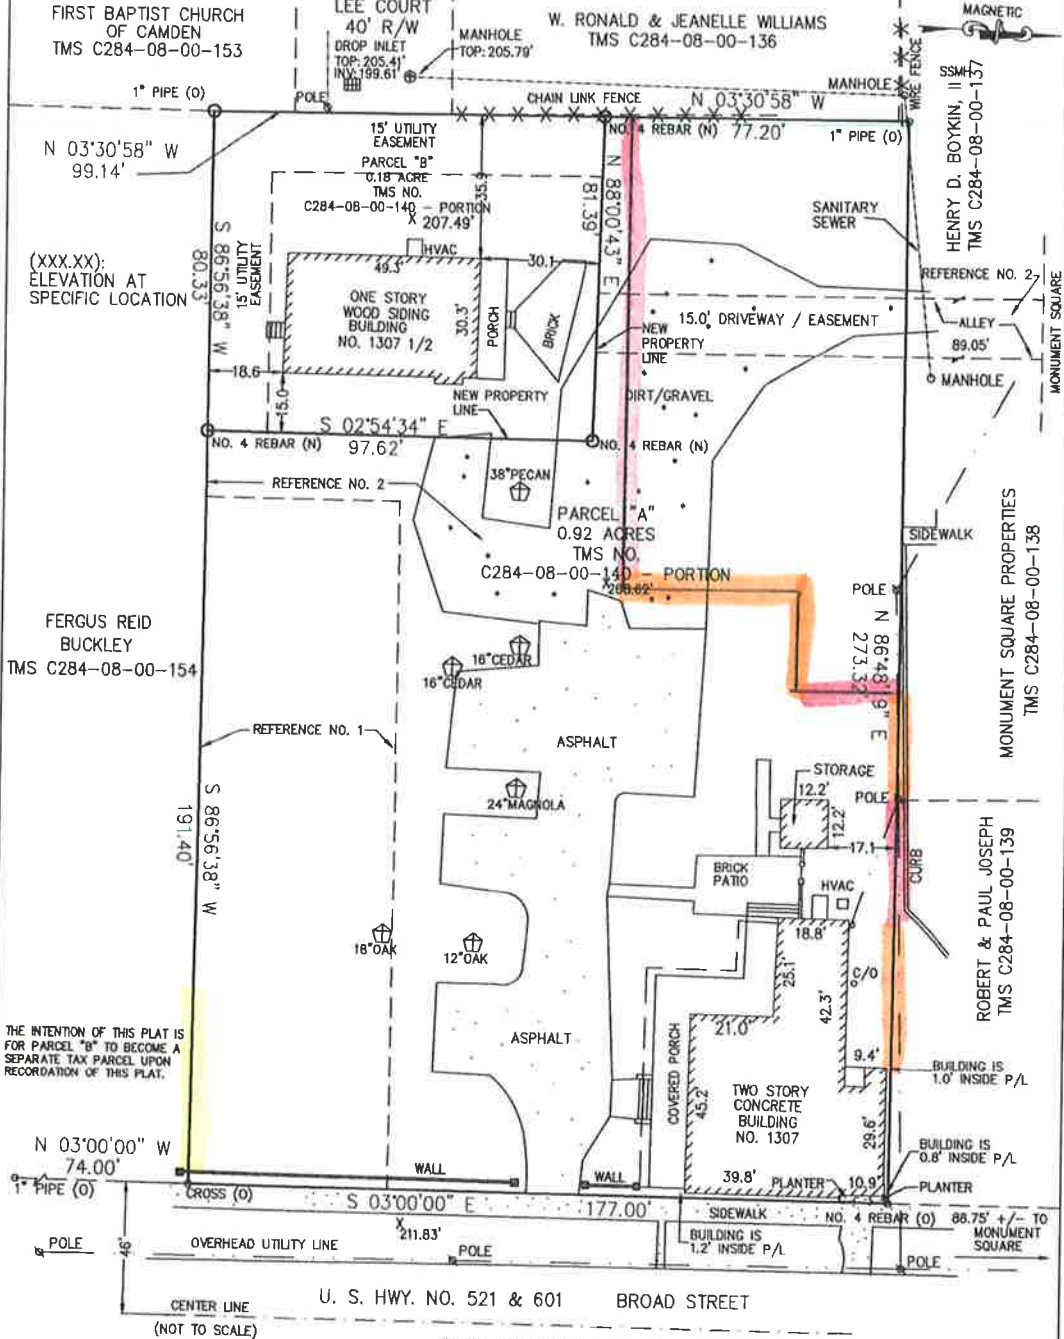 FIRST BAPTIST CHURCH
OF CAMDEN
TMS C284-08-00-153
LEE COURT
40' R/W
DROP INLET
TOP: 205.41'
INV: 199.61'
MANHOLE
TOP: 205.79'
W. RONALD & JEANELLE WILLIAMS
TMS C284-08-00-136
MAGNETIC
WIRE FENCE
SSMH
HENRY D. BOYKIN, II
TMS C284-08-00-137
MANHOLE
1" PIPE (O)
POLE
CHAIN LINK FENCE
N 03°30'58" W
NO. 4 REBAR (N)
77.20'
1" PIPE (O)
N 03°30'58" W
99.14'
15' UTILITY
EASEMENT
PARCEL "B"
0.18 ACRE
TMS NO.
C284-08-00-140 - PORTION
X 207.49'
35.9
N 88°00'43" E
81.39'
SANITARY
SEWER
S 86°56'38" W
80.33'
15' UTILITY
EASEMENT
(XXX.XX):
ELEVATION AT
SPECIFIC LOCATION
HVAC
49.3'
30.1
ONE STORY
WOOD SIDING
BUILDING
NO. 1307 1/2
30.3'
PORCH
BRICK
REFERENCE NO. 2
15.0' DRIVEWAY / EASEMENT
ALLEY
89.05'
MONUMENT SQUARE
NEW
PROPERTY
LINE
MANHOLE
18.6
15.0
NEW PROPERTY
LINE
DIRT/GRAVEL
S 02°54'34" E
97.62'
NO. 4 REBAR (N)
NO. 4 REBAR (N)
REFERENCE NO. 2
38"PECAN
PARCEL "A"
0.92 ACRES
TMS NO.
C284-08-00-140 - PORTION
SIDEWALK
MONUMENT SQUARE PROPERTIES
TMS C284-08-00-138
POLE
N 86°48'19" E
273.32'
FERGUS REID
BUCKLEY
TMS C284-08-00-154
16"CEDAR
16"CEDAR
REFERENCE NO. 1
ASPHALT
STORAGE
12.2'
12.2'
POLE
24"MAGNOLA
S 86°56'38" W
191.40'
17.1
CURB
BRICK
PATIO
HVAC
ROBERT & PAUL JOSEPH
TMS C284-08-00-139
18"OAK
12"OAK
18.8'
25.1'
42.3'
C/O
THE INTENTION OF THIS PLAT IS
FOR PARCEL "B" TO BECOME A
SEPARATE TAX PARCEL UPON
RECORDATION OF THIS PLAT.
ASPHALT
21.0'
9.4'
COVERED PORCH
45.2'
TWO STORY
CONCRETE
BUILDING
NO. 1307
29.6'
BUILDING IS
1.0' INSIDE P/L
N 03°00'00" W
74.00'
1" PIPE (O)
WALL
WALL
39.8'
PLANTER
10.9'
BUILDING IS
0.8' INSIDE P/L
PLANTER
CROSS (O)
S 03°00'00" E
177.00'
SIDEWALK
NO. 4 REBAR (O)
88.75' +/- TO
MONUMENT
SQUARE
X
211.83'
BUILDING IS
1.2' INSIDE P/L
POLE
46'
OVERHEAD UTILITY LINE
POLE
POLE
U. S. HWY. NO. 521 & 601 BROAD STREET
CENTER LINE
(NOT TO SCALE)